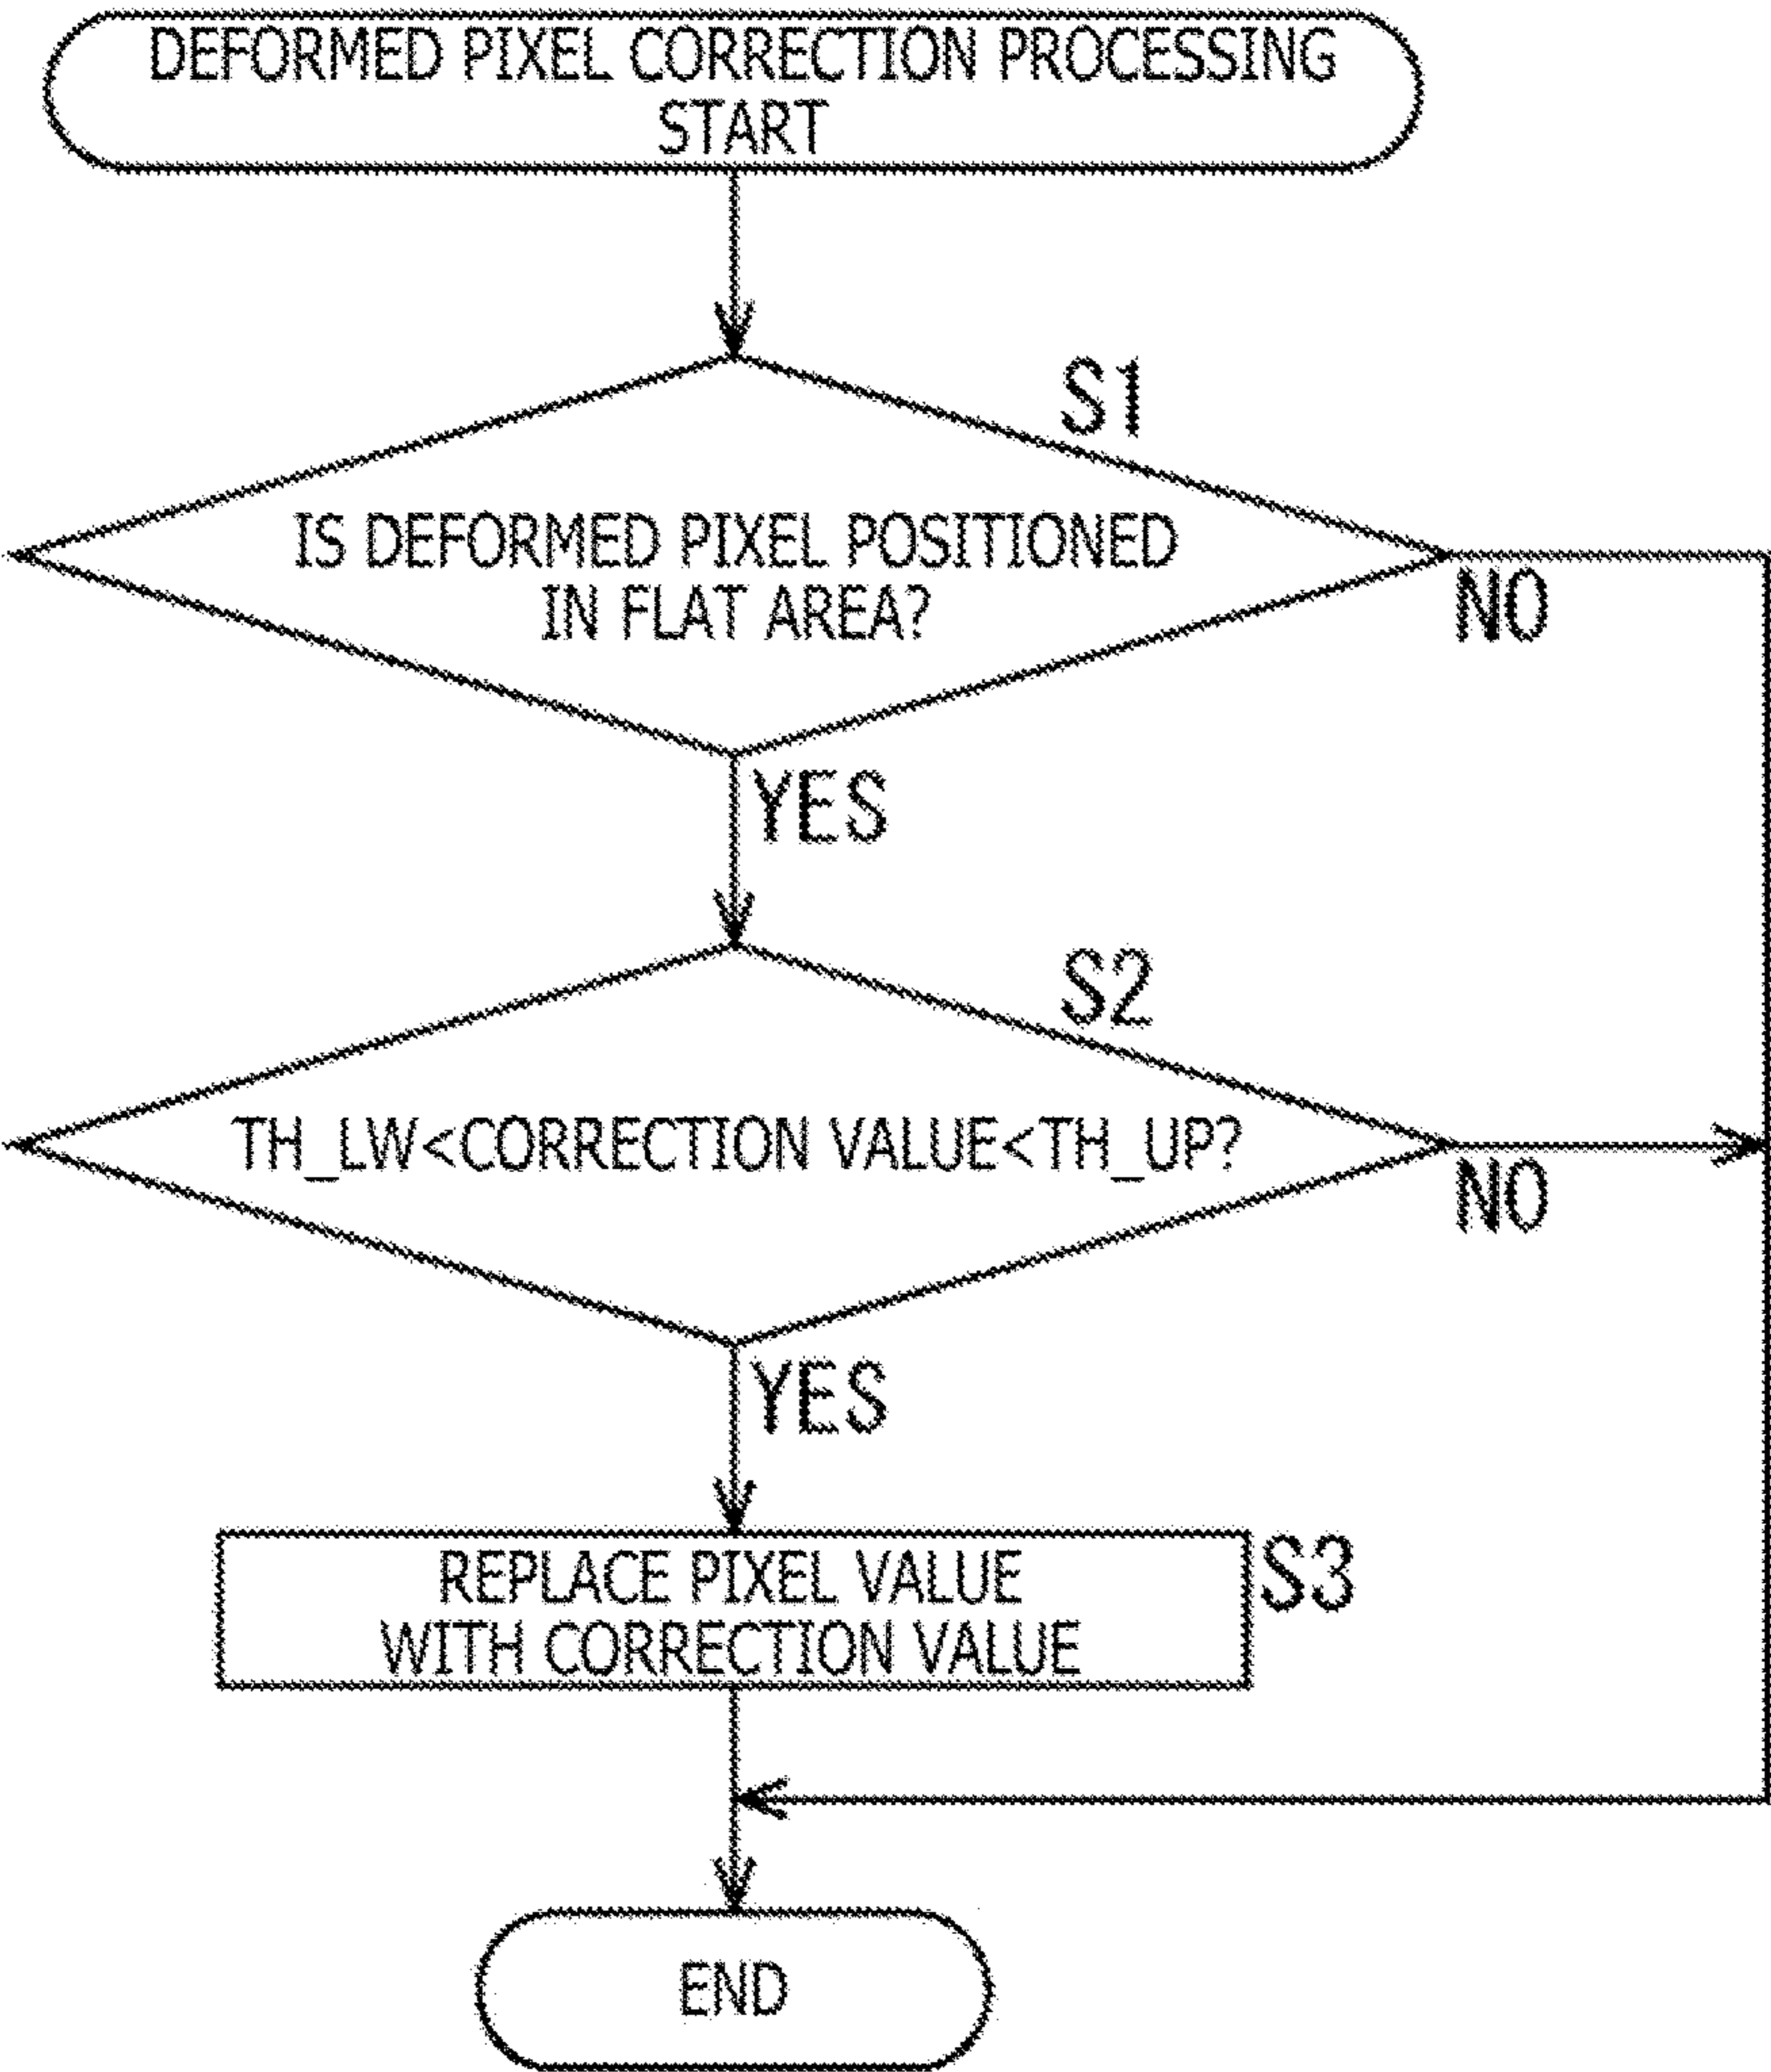 DEFORMED PIXEL CORRECTION PROCESSING
START
S1
IS DEFORMED PIXEL POSITIONED
IN FLAT AREA?
NO
YES
S2
TH_LW<CORRECTION VALUE<TH_UP?
NO
YES
REPLACE PIXEL VALUE
WITH CORRECTION VALUE
S3
END